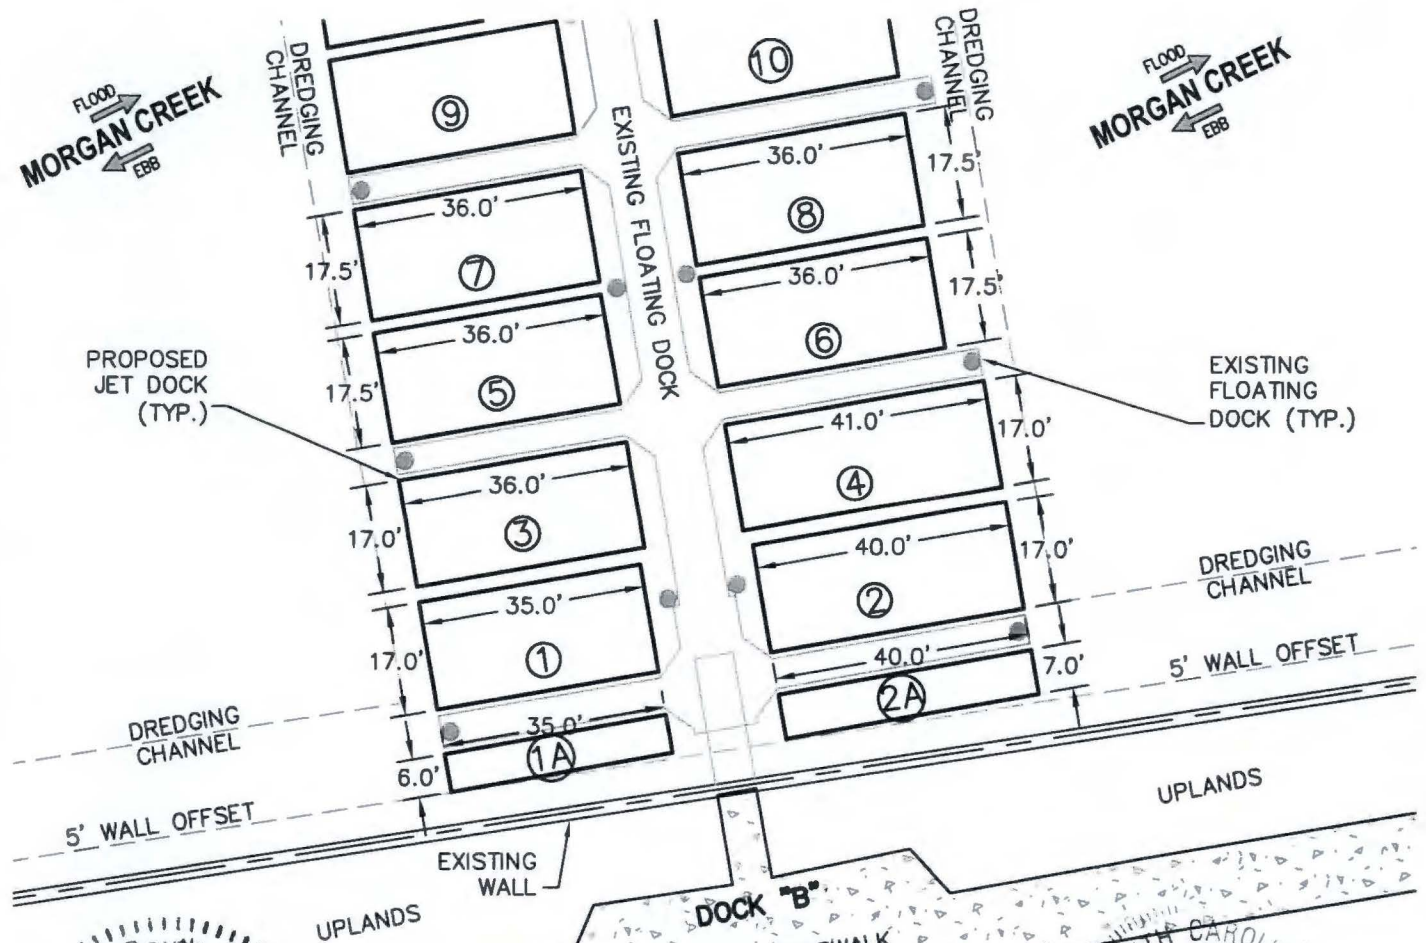 DREDGING
CHANNEL
DREDGING
CHANNEL
FLOOD
MORGAN CREEK
EBB
FLOOD
MORGAN CREEK
EBB
9
10
EXISTING FLOATING DOCK
36.0'
7
17.5'
36.0'
8
17.5'
36.0'
5
17.5'
36.0'
6
17.5'
PROPOSED
JET DOCK
(TYP.)
EXISTING
FLOATING
DOCK (TYP.)
36.0'
3
17.0'
41.0'
4
17.0'
35.0'
1
17.0'
40.0'
2
17.0'
DREDGING
CHANNEL
DREDGING
CHANNEL
35.0'
1A
6.0'
40.0'
2A
7.0'
5' WALL OFFSET
5' WALL OFFSET
EXISTING
WALL
UPLANDS
UPLANDS
DOCK "B"